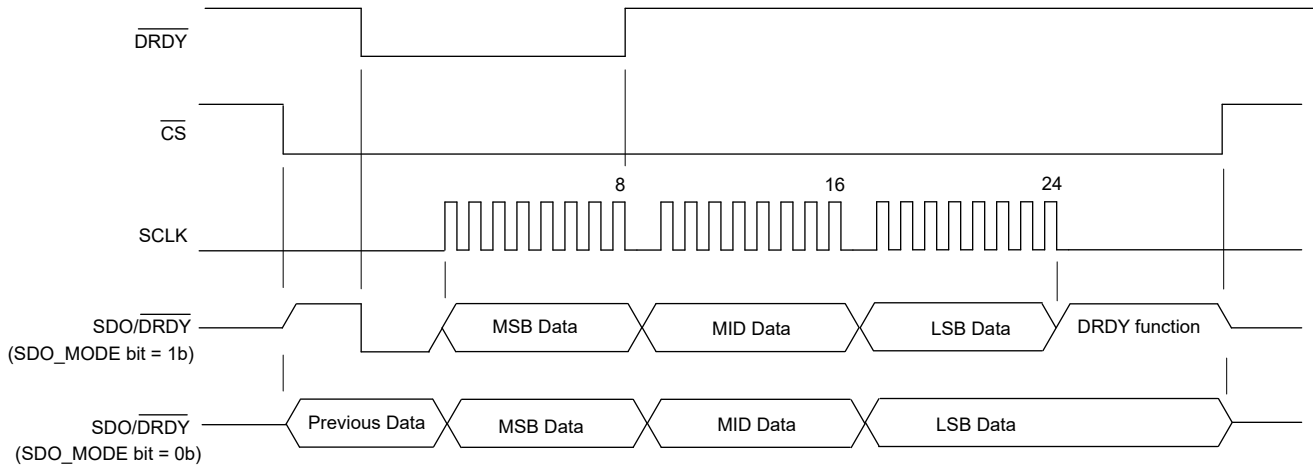 DRDY
CS
8 16 24
SCLK
SDO/DRDY
(SDO_MODE bit = 1b)
MSB Data MID Data LSB Data DRDY function
SDO/DRDY
(SDO_MODE bit = 0b)
Previous Data MSB Data MID Data LSB Data